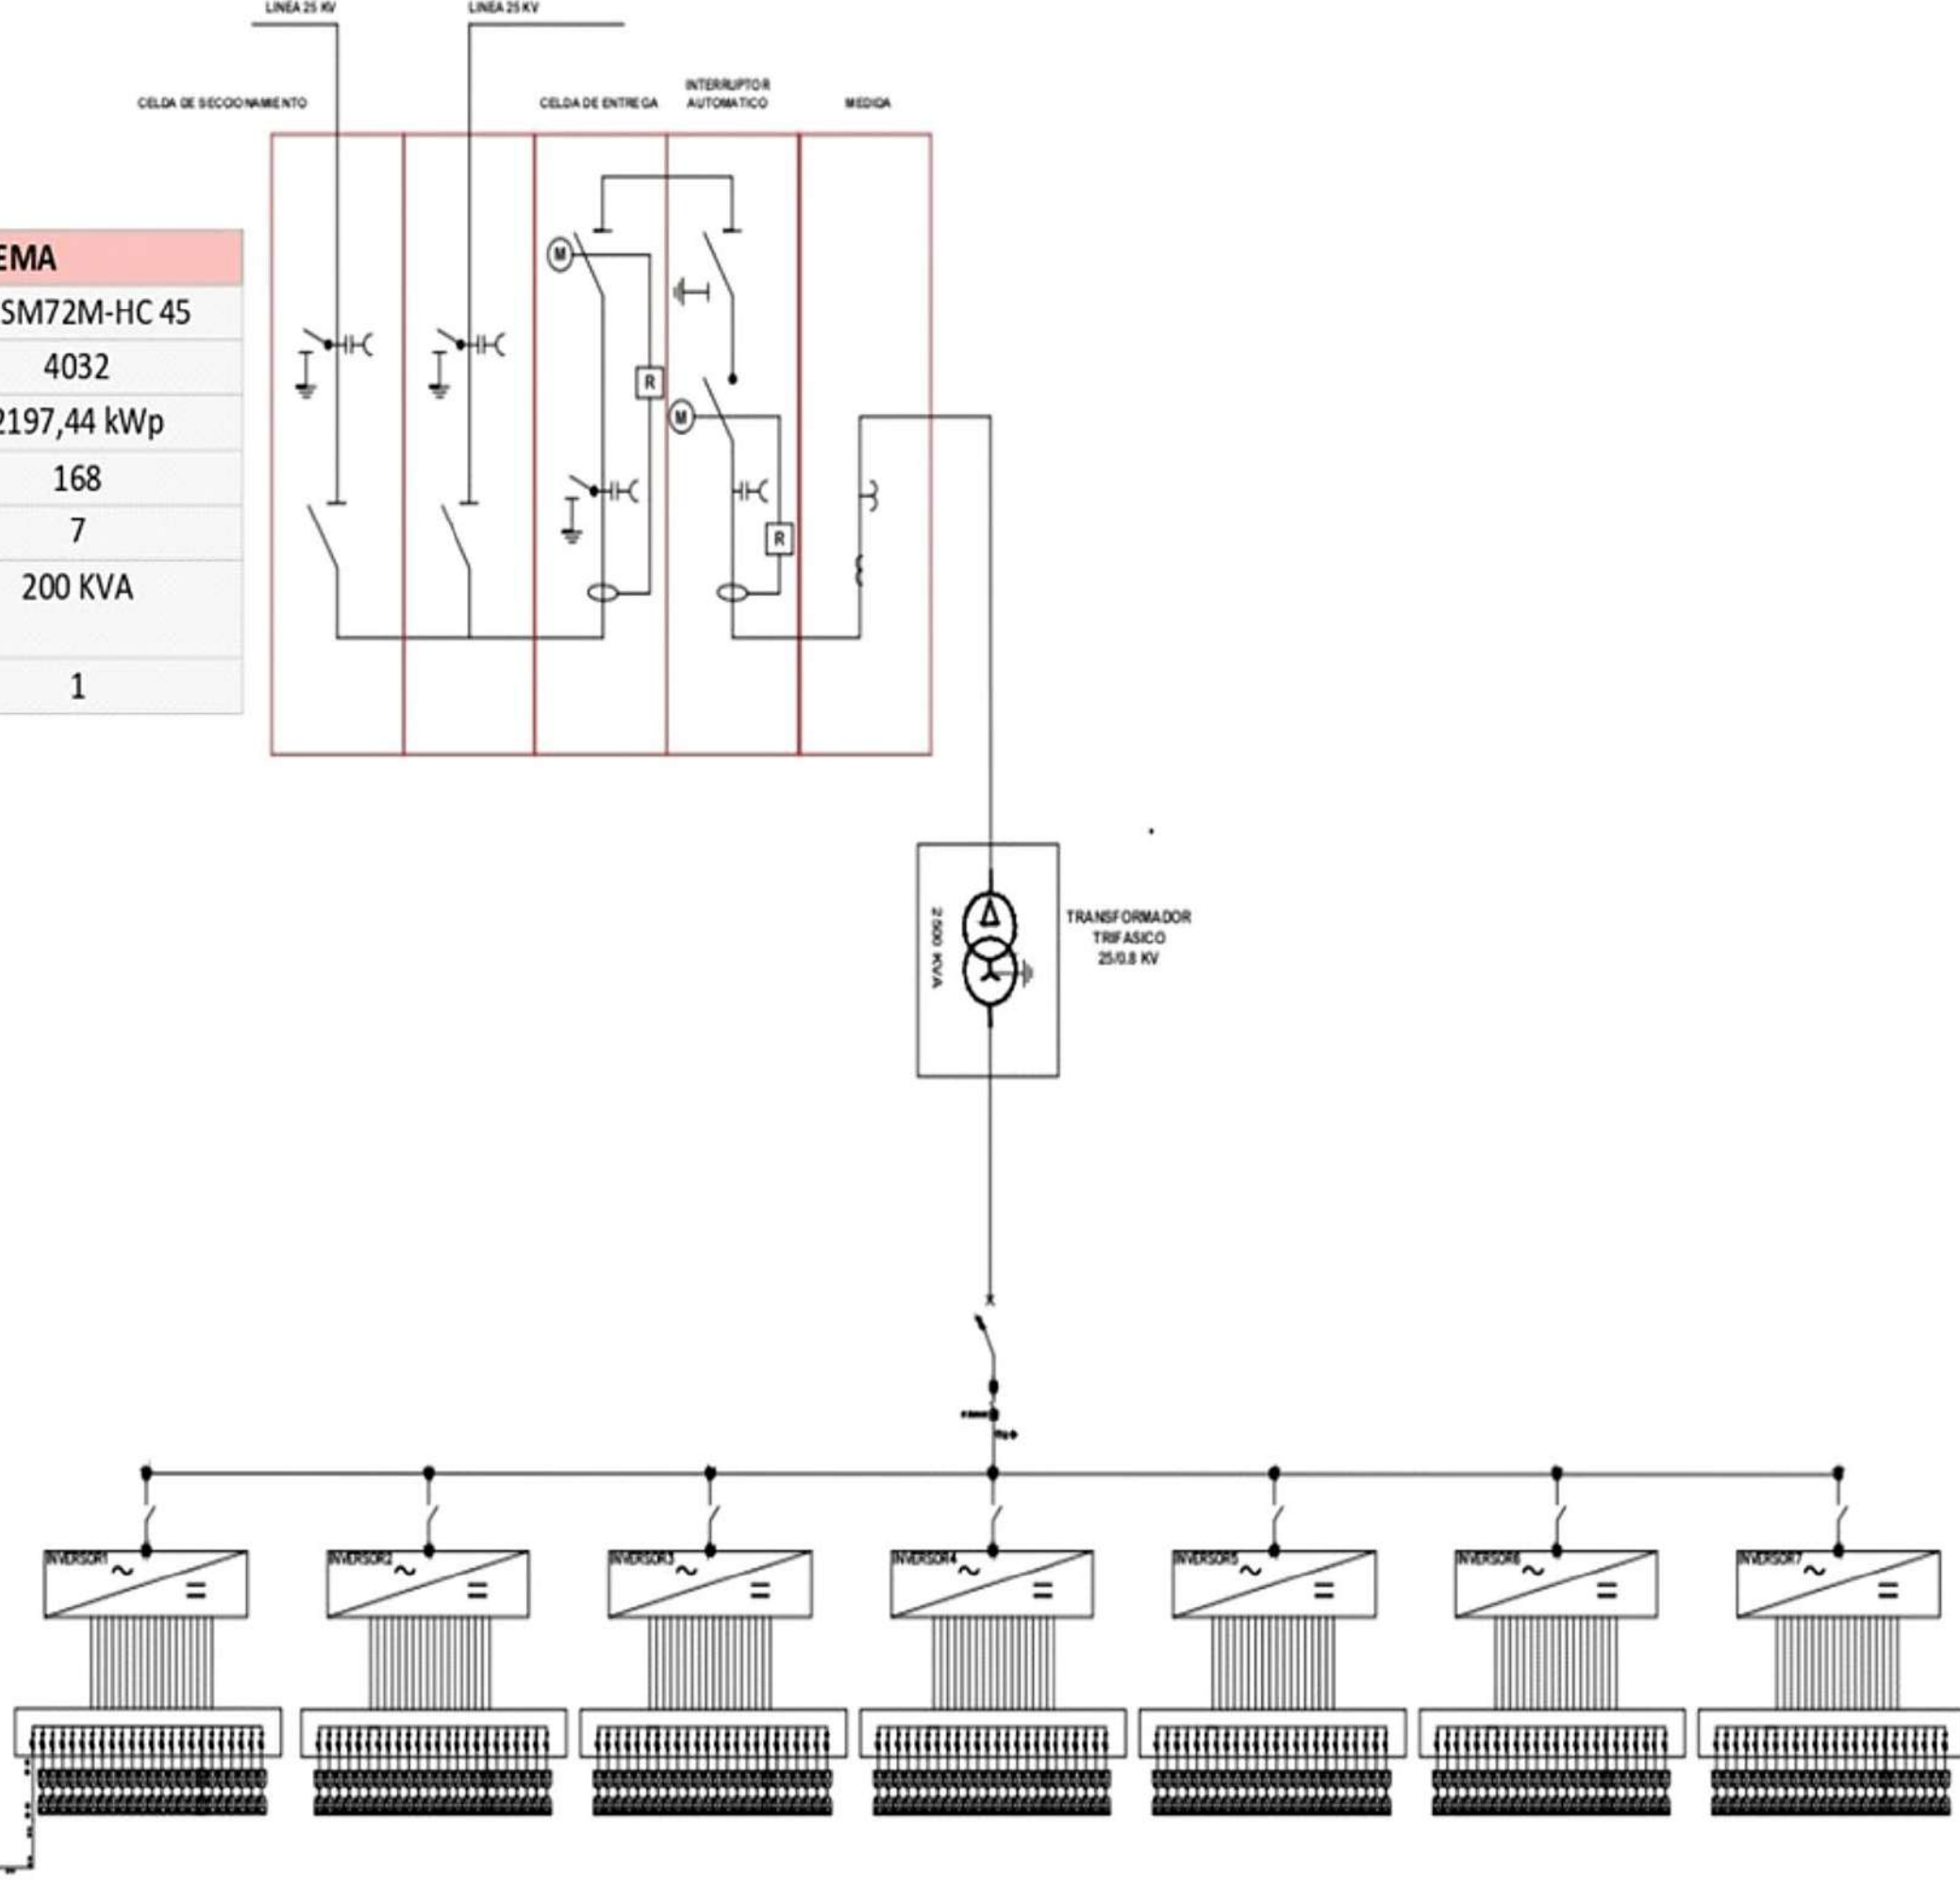 LINEA 25 KV
LINEA 25 KV
CELDA DE SECCIONAMIENTO
CELDA DE ENTREGA
INTERRUPTOR
AUTOMATICO
MEDIDA
EMA
SM72M-HC 45
4032
2197,44 kWp
168
7
200 KVA
1
M
R
M
R
2500 KVA
TRANSFORMADOR
TRIFASICO
25/0.8 KV
INVERSOR1
INVERSOR2
INVERSOR3
INVERSOR4
INVERSOR5
INVERSOR6
INVERSOR7